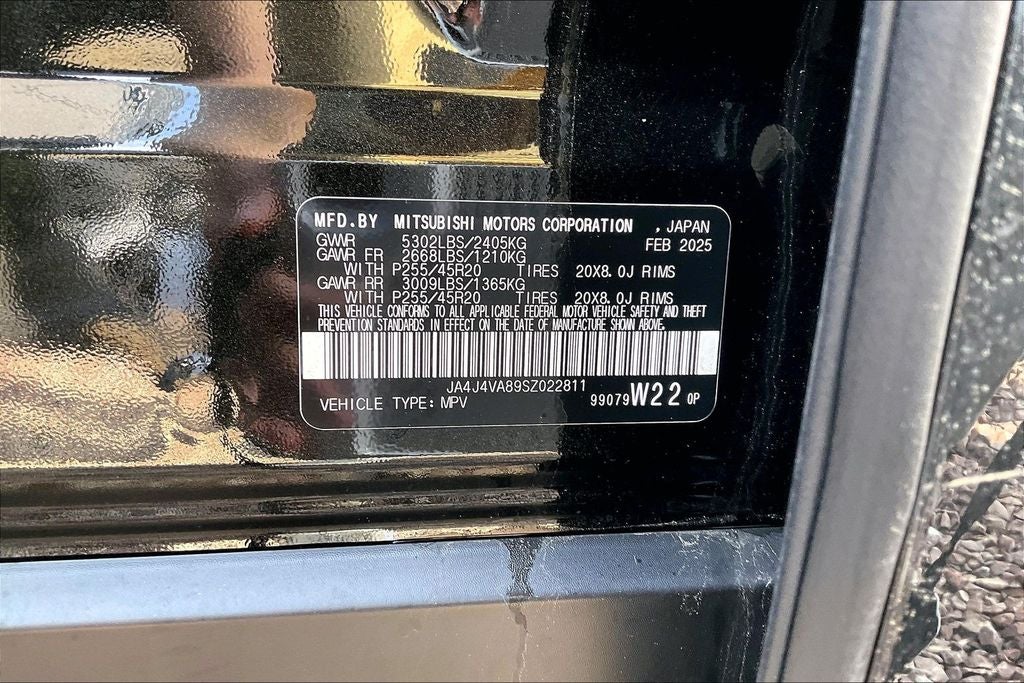 MFD.BY MITSUBISHI MOTORS CORPORATION , JAPAN
GWWR 5302LBS/2405KG FEB 2025
GAWR FR 2668LBS/1210KG
WITH P255/45R20 TIRES 20X8.0J RIMS
GAWR RR 3009LBS/1365KG
WITH P255/45R20 TIRES 20X8.0J RIMS
THIS VEHICLE CONFORMS TO ALL APPLICABLE FEDERAL MOTOR VEHICLE SAFETY AND THEFT
PREVENTION STANDARDS IN EFFECT ON THE DATE OF MANUFACTURE SHOWN ABOVE.
JA4J4VA89SZ022811
VEHICLE TYPE: MPV 99079 W22 0P